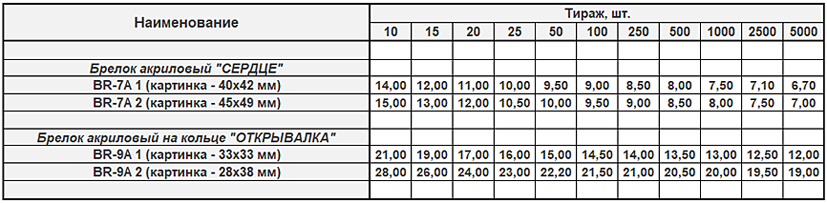 Наименование
Тираж, шт.
10 15 20 25 50 100 250 500 1000 2500 5000
Брелок акриловый "СЕРДЦЕ"
BR-7A 1 (картинка - 40х42 мм) 14,00 12,00 11,00 10,00 9,50 9,00 8,50 8,00 7,50 7,10 6,70
BR-7A 2 (картинка - 45х49 мм) 15,00 13,00 12,00 10,50 10,00 9,50 9,00 8,50 8,00 7,50 7,00
Брелок акриловый на кольце "ОТКРЫВАЛКА"
BR-9A 1 (картинка - 33х33 мм) 21,00 19,00 17,00 16,00 15,00 14,50 14,00 13,50 13,00 12,50 12,00
BR-9A 2 (картинка - 28х38 мм) 28,00 26,00 24,00 23,00 22,20 21,50 21,00 20,50 20,00 19,50 19,00